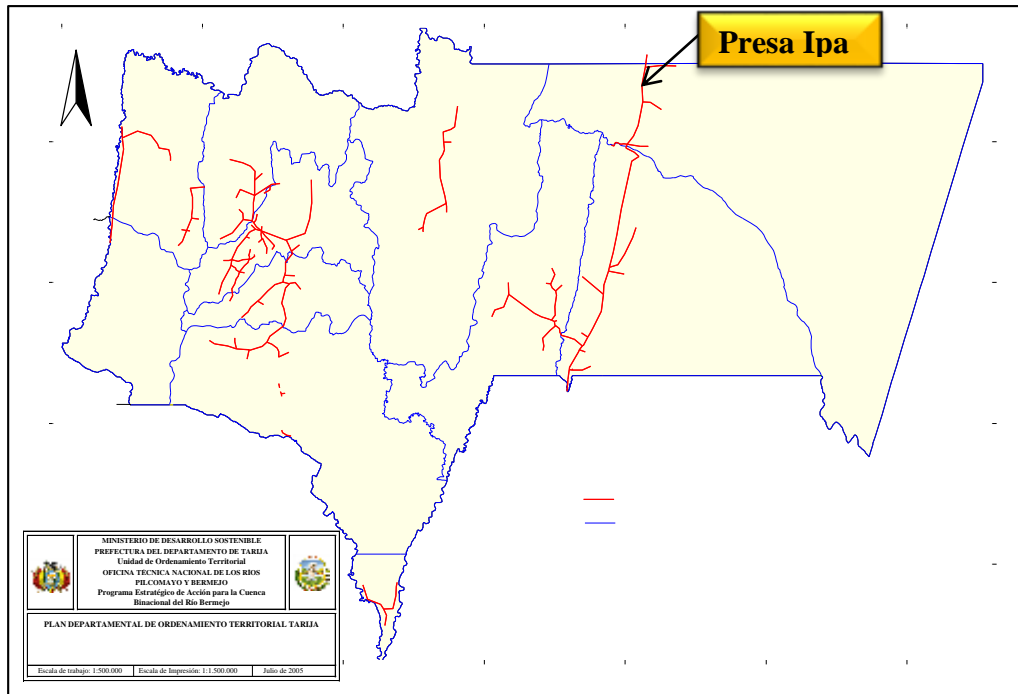 Presa Ipa
MINISTERIO DE DESARROLLO SOSTENIBLE
PREFECTURA DEL DEPARTAMENTO DE TARIJA
Unidad de Ordenamiento Territorial
OFICINA TECNICA NACIONAL DE LOS RIOS
PILCOMAYO Y BERMEJO
Programa Estratégico de Acción para la Cuenca
Binacional del Río Bermejo
PLAN DEPARTAMENTAL DE ORDENAMIENTO TERRITORIAL TARIJA
Escala de trabajo: 1:500.000
Escala de Impresión: 1:1.500.000
Julio de 2005